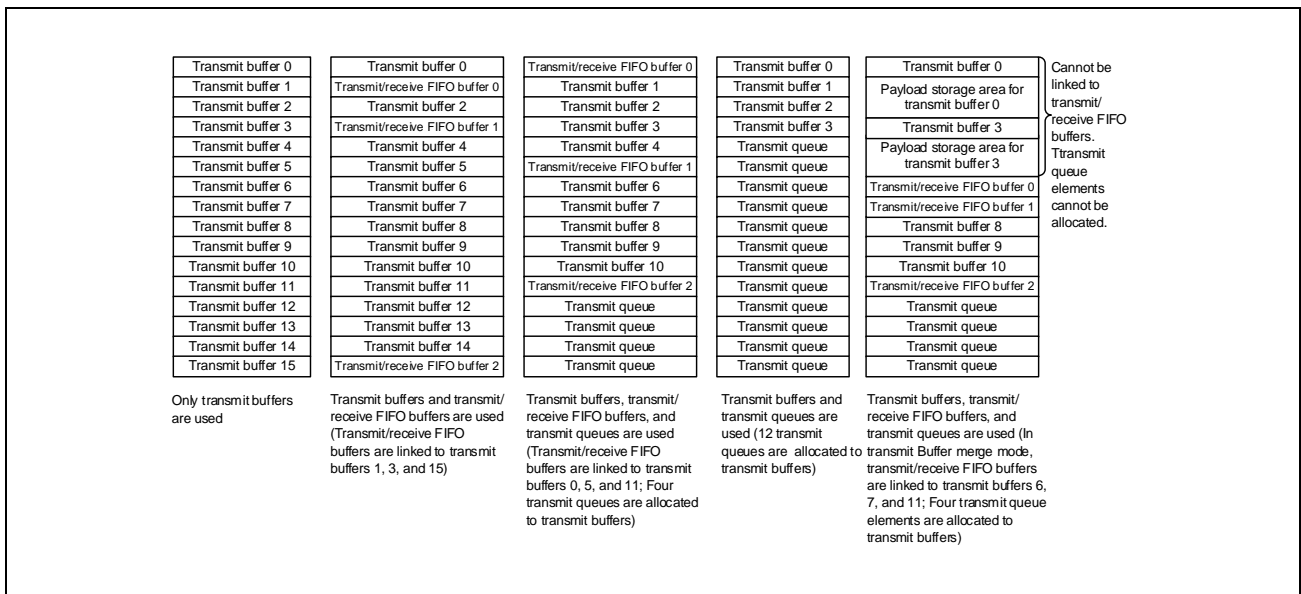 Transmit buffer 0
Transmit buffer 1
Transmit buffer 2
Transmit buffer 3
Transmit buffer 4
Transmit buffer 5
Transmit buffer 6
Transmit buffer 7
Transmit buffer 8
Transmit buffer 9
Transmit buffer 10
Transmit buffer 11
Transmit buffer 12
Transmit buffer 13
Transmit buffer 14
Transmit buffer 15
Only transmit buffers
are used
Transmit buffer 0
Transmit/receive FIFO buffer 0
Transmit buffer 2
Transmit/receive FIFO buffer 1
Transmit buffer 4
Transmit buffer 5
Transmit buffer 6
Transmit buffer 7
Transmit buffer 8
Transmit buffer 9
Transmit buffer 10
Transmit buffer 11
Transmit buffer 12
Transmit buffer 13
Transmit buffer 14
Transmit/receive FIFO buffer 2
Transmit buffers and transmit/
receive FIFO buffers are used
(Transmit/receive FIFO
buffers are linked to transmit
buffers 1, 3, and 15)
Transmit/receive FIFO buffer 0
Transmit buffer 1
Transmit buffer 2
Transmit buffer 3
Transmit buffer 4
Transmit/receive FIFO buffer 1
Transmit buffer 6
Transmit buffer 7
Transmit buffer 8
Transmit buffer 9
Transmit buffer 10
Transmit/receive FIFO buffer 2
Transmit queue
Transmit queue
Transmit queue
Transmit queue
Transmit buffers, transmit/
receive FIFO buffers, and
transmit queues are used
(Transmit/receive FIFO
buffers are linked to transmit
buffers 0, 5, and 11; Four
transmit queues are allocated
to transmit buffers)
Transmit buffer 0
Transmit buffer 1
Transmit buffer 2
Transmit buffer 3
Transmit queue
Transmit queue
Transmit queue
Transmit queue
Transmit queue
Transmit queue
Transmit queue
Transmit queue
Transmit queue
Transmit queue
Transmit queue
Transmit queue
Transmit buffers and
transmit queues are
used (12 transmit
queues are allocated to
transmit buffers)
Transmit buffer 0
Payload storage area for
transmit buffer 0
Transmit buffer 3
Payload storage area for
transmit buffer 3
Transmit/receive FIFO buffer 0
Transmit/receive FIFO buffer 1
Transmit buffer 8
Transmit buffer 9
Transmit buffer 10
Transmit/receive FIFO buffer 2
Transmit queue
Transmit queue
Transmit queue
Transmit queue
Transmit buffers, transmit/
receive FIFO buffers, and
transmit queues are used (In
transmit Buffer merge mode,
transmit/receive FIFO buffers
are linked to transmit buffers 6,
7, and 11; Four transmit queue
elements are allocated to
transmit buffers)
Cannot be
linked to
transmit/
receive FIFO
buffers.
Ttransmit
queue
elements
cannot be
allocated.